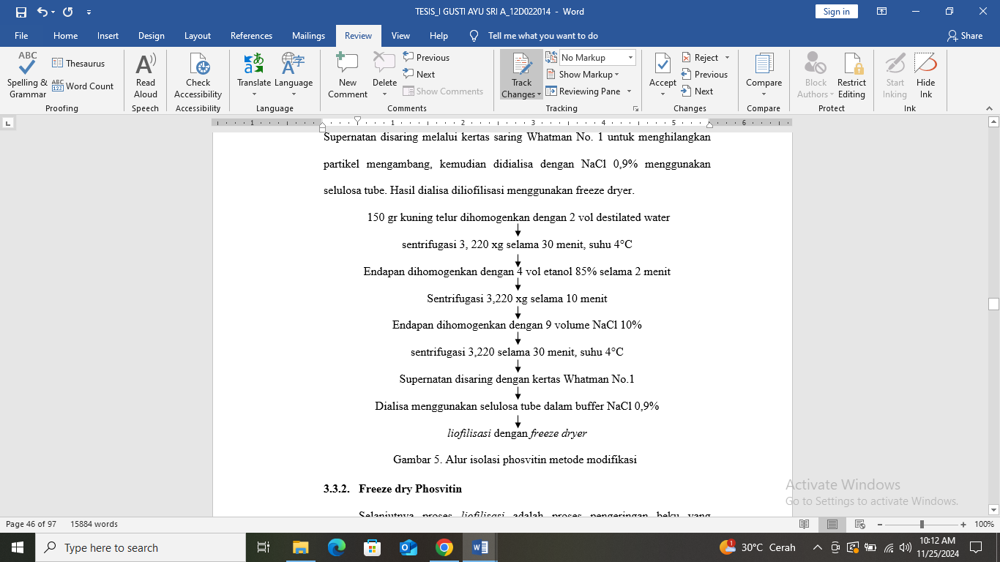 TESIS_I GUSTI AYU SRI A_12D022014 - Word
Sign in
File Home Insert Design Layout References Mailings Review View Help Tell me what you want to do Share
ABC Spelling & Grammar
Thesaurus
ABC 123 Word Count
Proofing
Read Aloud
Speech
Check Accessibility
Accessibility
Translate Language
Language
New Comment
Delete
Previous
Next
Show Comments
Comments
Track Changes
No Markup
Show Markup
Reviewing Pane
Tracking
Accept
Reject
Previous
Next
Changes
Compare
Compare
Block Authors
Restrict Editing
Protect
Start Inking
Hide Ink
Ink
1 1 2 3 4 5 6
Supernatan disaring melalui kertas saring Whatman No. 1 untuk menghilangkan
partikel mengambang, kemudian didialisa dengan NaCl 0,9% menggunakan
selulosa tube. Hasil dialisa diliofilisasi menggunakan freeze dryer.
150 gr kuning telur dihomogenkan dengan 2 vol destilated water
sentrifugasi 3, 220 xg selama 30 menit, suhu 4°C
Endapan dihomogenkan dengan 4 vol etanol 85% selama 2 menit
Sentrifugasi 3,220 xg selama 10 menit
Endapan dihomogenkan dengan 9 volume NaCl 10%
sentrifugasi 3,220 selama 30 menit, suhu 4°C
Supernatan disaring dengan kertas Whatman No.1
Dialisa menggunakan selulosa tube dalam buffer NaCl 0,9%
liofilisasi dengan freeze dryer
Gambar 5. Alur isolasi phosvitin metode modifikasi
3.3.2. Freeze dry Phosvitin
Selanjutnya proses liofilisasi adalah proses pengeringan beku yang
Activate Windows
Go to Settings to activate Windows.
Page 46 of 97 15884 words
100%
Type here to search
1
30°C Cerah
10:12 AM
11/25/2024